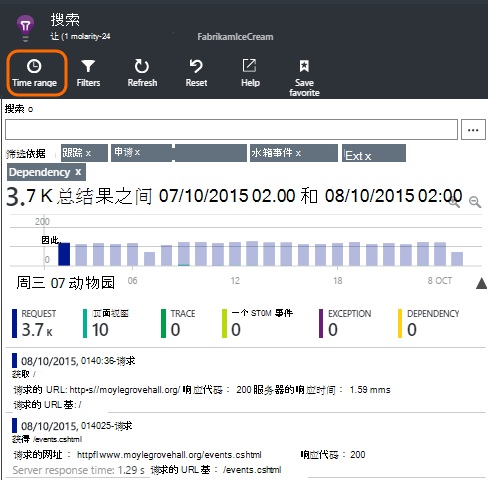 搜索
让 (1 molarity-24
FabrikamIceCream
Time range
Filters
Refresh
Reset
Help
Save favorite
搜索 o
...
筛选依据
跟踪 x
申请 x
水箱事件 x
Ext x
Dependency x
3.7 K 总结果之间 07/10/2015 02.00 和 08/10/2015 02:00
200
因此,
0
周三 07 动物园
06
12
18
8 OCT
REQUEST
3.7 K
页面视图
10
TRACE
0
一个 STOM 事件
0
EXCEPTION
0
DEPENDENCY
0
08/10/2015, 0140:36-请求
获取 /
请求的 URL: http•s//moylegrovehall.org/ 响应代码： 200 服务器的响应时间： 1.59 mms
请求的 URL 基: /
08/10/2015, 014025-请求
获得 /events.cshtml
请求的网址： httpflwww.moylegrovehall.org/events.cshtml 响应代码：200
Server response time: 1.29 s 请求的 URL 基： /events.cshtml